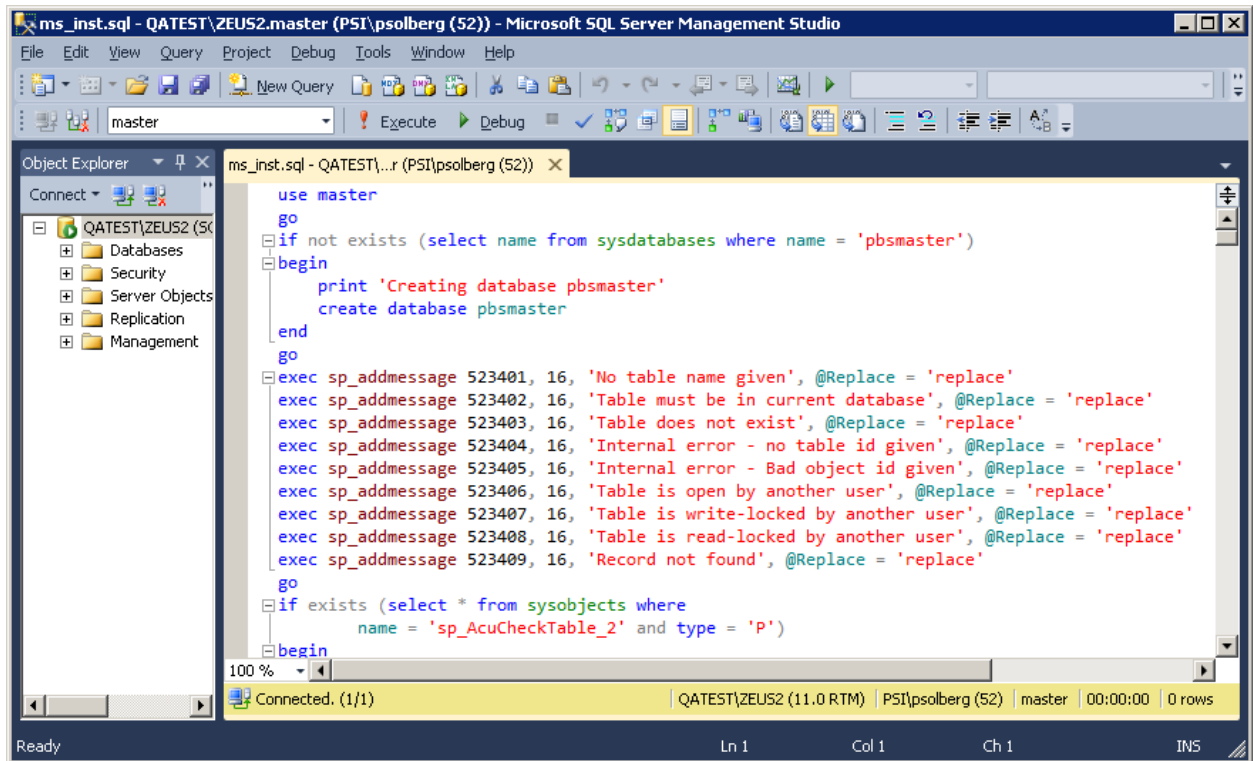 ms_inst.sql - QATEST\ZEUS2.master (PSI\psolberg (52)) - Microsoft SQL Server Management Studio
File Edit View Query Project Debug Tools Window Help
New Query
master Execute Debug
Object Explorer
ms_inst.sql - QATEST\...r (PSI\psolberg (52))
Connect
QATEST\ZEUS2 (SQ
Databases
Security
Server Objects
Replication
Management
use master
go
if not exists (select name from sysdatabases where name = 'pbsmaster')
begin
print 'Creating database pbsmaster'
create database pbsmaster
end
go
exec sp_addmessage 523401, 16, 'No table name given', @Replace = 'replace'
exec sp_addmessage 523402, 16, 'Table must be in current database', @Replace = 'replace'
exec sp_addmessage 523403, 16, 'Table does not exist', @Replace = 'replace'
exec sp_addmessage 523404, 16, 'Internal error - no table id given', @Replace = 'replace'
exec sp_addmessage 523405, 16, 'Internal error - Bad object id given', @Replace = 'replace'
exec sp_addmessage 523406, 16, 'Table is open by another user', @Replace = 'replace'
exec sp_addmessage 523407, 16, 'Table is write-locked by another user', @Replace = 'replace'
exec sp_addmessage 523408, 16, 'Table is read-locked by another user', @Replace = 'replace'
exec sp_addmessage 523409, 16, 'Record not found', @Replace = 'replace'
go
if exists (select * from sysobjects where
name = 'sp_AcuCheckTable_2' and type = 'P')
begin
100 %
Connected. (1/1) QATEST\ZEUS2 (11.0 RTM) PSI\psolberg (52) master 00:00:00 0 rows
Ready Ln 1 Col 1 Ch 1 INS